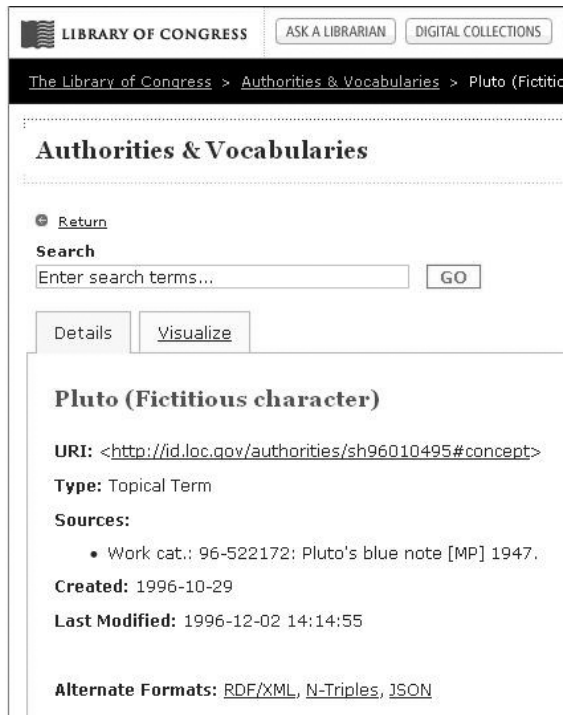 LIBRARY OF CONGRESS ASK A LIBRARIAN DIGITAL COLLECTIONS
The Library of Congress > Authorities & Vocabularies > Pluto (Fictitio
Authorities & Vocabularies
Return
Search
Enter search terms... GO
Details Visualize
Pluto (Fictitious character)
URI: <http://id.loc.gov/authorities/sh96010495#concept>
Type: Topical Term
Sources:
• Work cat.: 96-522172: Pluto's blue note [MP] 1947.
Created: 1996-10-29
Last Modified: 1996-12-02 14:14:55
Alternate Formats: RDF/XML, N-Triples, JSON